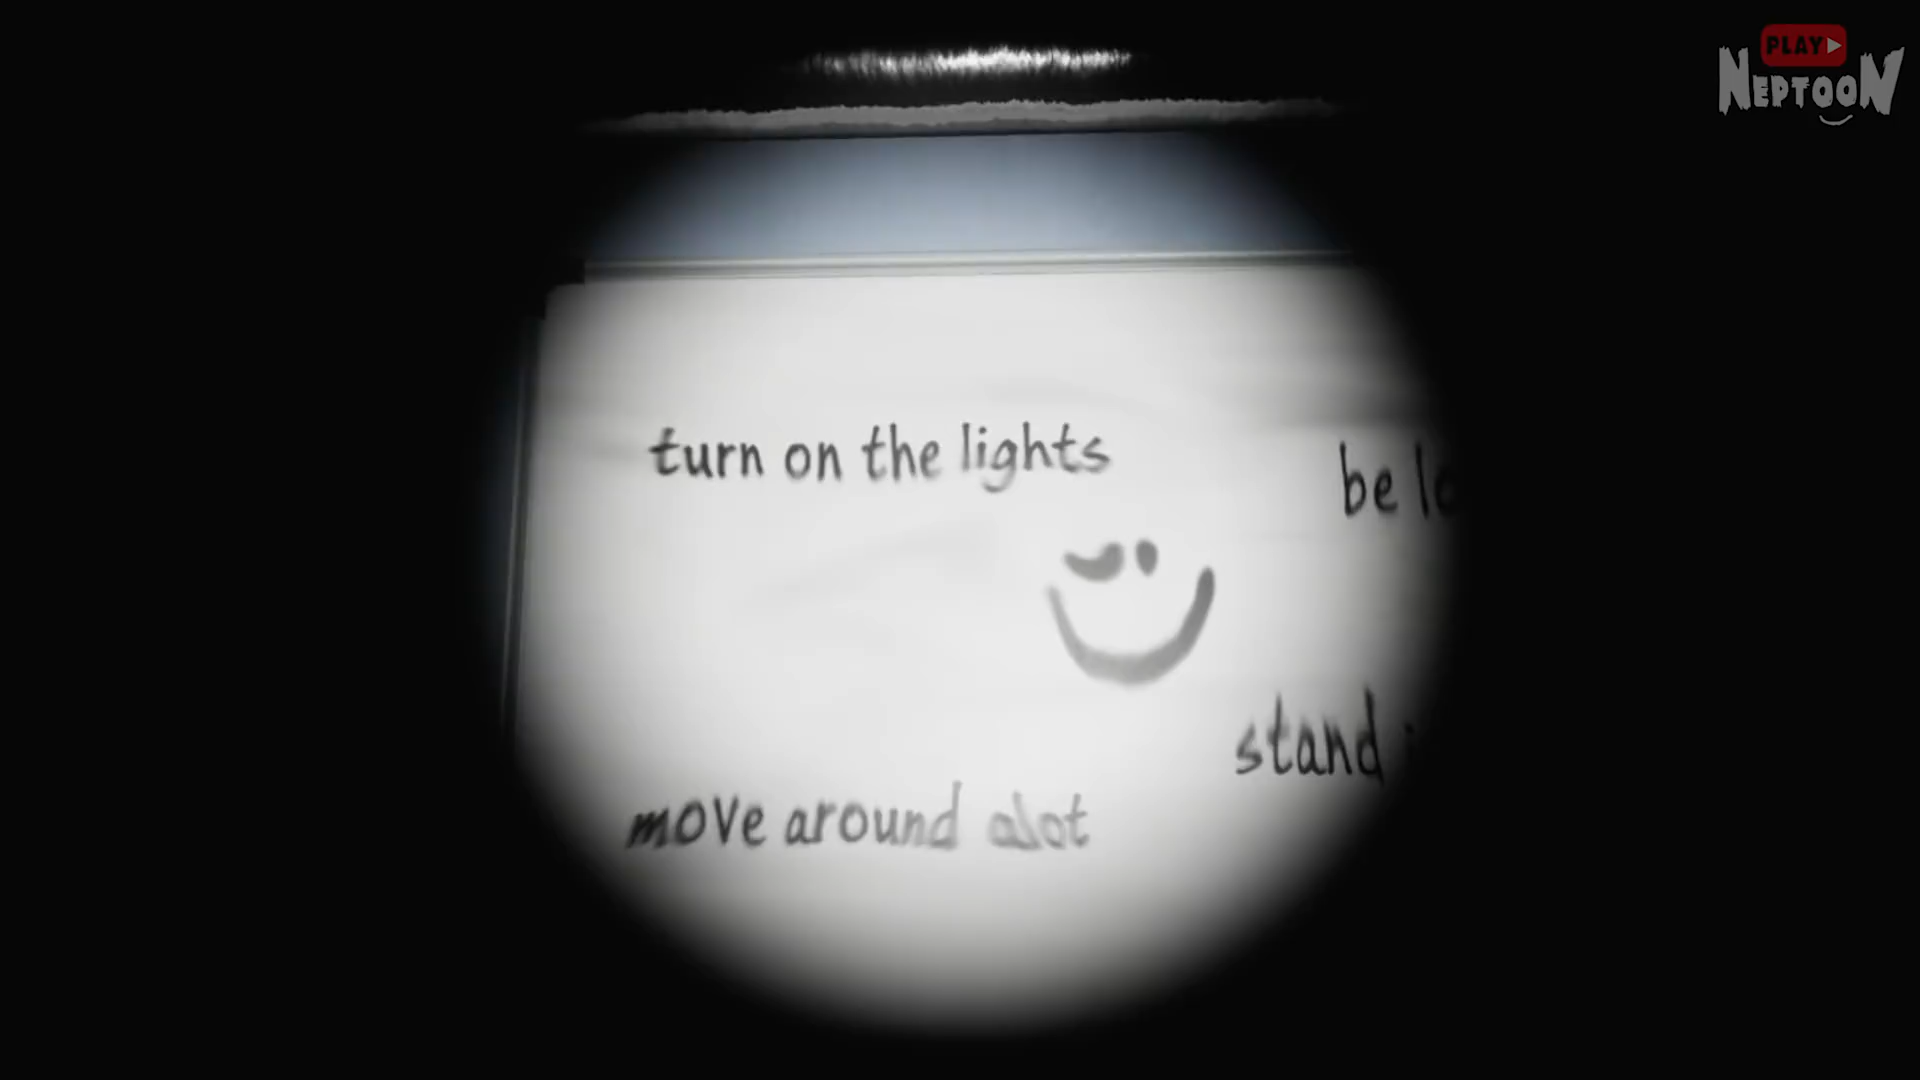 PLAY
NEPTOON
turn on the lights
be
stand
move around alot